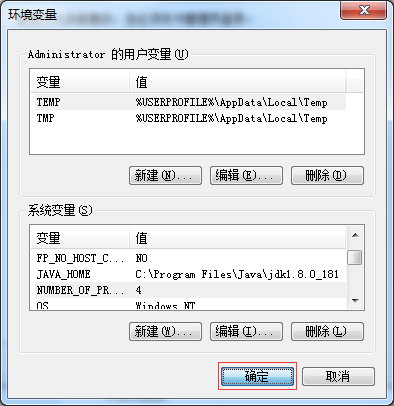 环境变量
Administrator 的用户变量(U)
变量 值
TEMP %USERPROFILE%\AppData\Local\Temp
TMP %USERPROFILE%\AppData\Local\Temp
新建(N)... 编辑(E)... 删除(D)
系统变量(S)
变量 值
FP_NO_HOST_C... NO
JAVA_HOME C:\Program Files\Java\jdk1.8.0_181
NUMBER_OF_PR... 4
OS Windows_NT
新建(W)... 编辑(I)... 删除(L)
确定 取消